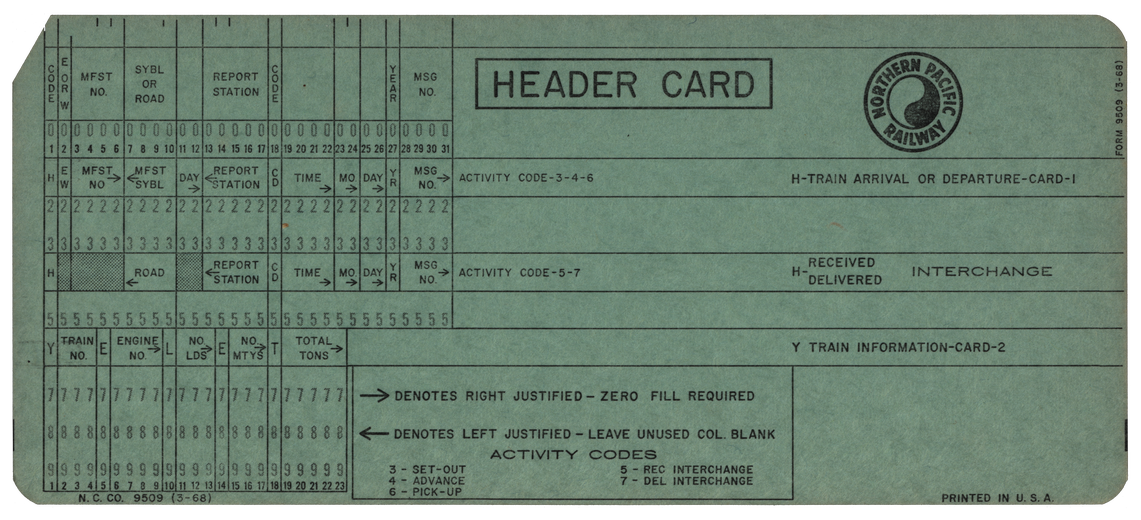 CODE E OR W MFST NO. SYBL OR ROAD REPORT STATION CODE YEAR MSG NO.
HEADER CARD
NORTHERN PACIFIC RAILWAY
FORM 9509 (3-68)
0 0 0 0 0 0 0 0 0 0 0 0 0 0 0 0 0 0 0 0 0 0 0 0 0 0 0 0 0 0 0
1 2 3 4 5 6 7 8 9 10 11 12 13 14 15 16 17 18 19 20 21 22 23 24 25 26 27 28 29 30 31
H EW MFST NO→ ←MFST SYBL DAY→ ←REPORT STATION CD TIME→ MO.→ DAY→ YR MSG NO.→ ACTIVITY CODE-3-4-6 H-TRAIN ARRIVAL OR DEPARTURE-CARD-1
2 2 2 2 2 2 2 2 2 2 2 2 2 2 2 2 2 2 2 2 2 2 2 2 2 2 2 2 2 2 2
3 3 3 3 3 3 3 3 3 3 3 3 3 3 3 3 3 3 3 3 3 3 3 3 3 3 3 3 3 3 3
H ←ROAD ←REPORT STATION CD TIME→ MO.→ DAY→ YR MSG NO.→ ACTIVITY CODE-5-7 H-RECEIVED DELIVERED INTERCHANGE
5 5 5 5 5 5 5 5 5 5 5 5 5 5 5 5 5 5 5 5 5 5 5 5 5 5 5 5 5 5 5
Y TRAIN NO. E ENGINE NO.→ L NO. LDS→ E NO. MTYS→ T TOTAL TONS→ Y TRAIN INFORMATION-CARD-2
7 7 7 7 7 7 7 7 7 7 7 7 7 7 7 7 7 7 7 7 7 7 7
→DENOTES RIGHT JUSTIFIED – ZERO FILL REQUIRED
8 8 8 8 8 8 8 8 8 8 8 8 8 8 8 8 8 8 8 8 8 8 8
←DENOTES LEFT JUSTIFIED – LEAVE UNUSED COL. BLANK
ACTIVITY CODES
9 9 9 9 9 9 9 9 9 9 9 9 9 9 9 9 9 9 9 9 9 9 9
3 - SET-OUT 5 - REC INTERCHANGE
4 - ADVANCE 7 - DEL INTERCHANGE
6 - PICK-UP
1 2 3 4 5 6 7 8 9 10 11 12 13 14 15 16 17 18 19 20 21 22 23
N. C. CO. 9509 (3-68) PRINTED IN U. S. A.